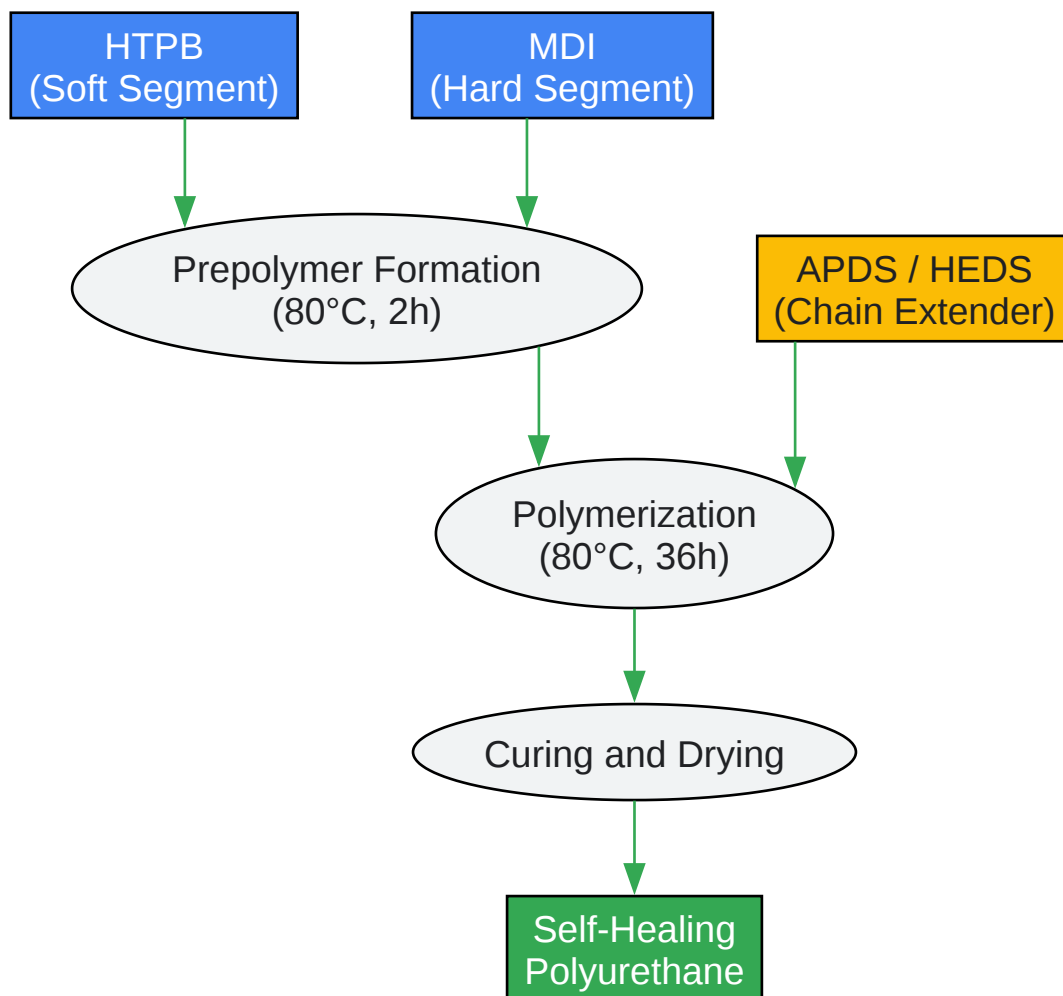 HTPB
(Soft Segment)
MDI
(Hard Segment)
Prepolymer Formation
(80°C, 2h)
APDS / HEDS
(Chain Extender)
Polymerization
(80°C, 36h)
Curing and Drying
Self-Healing
Polyurethane